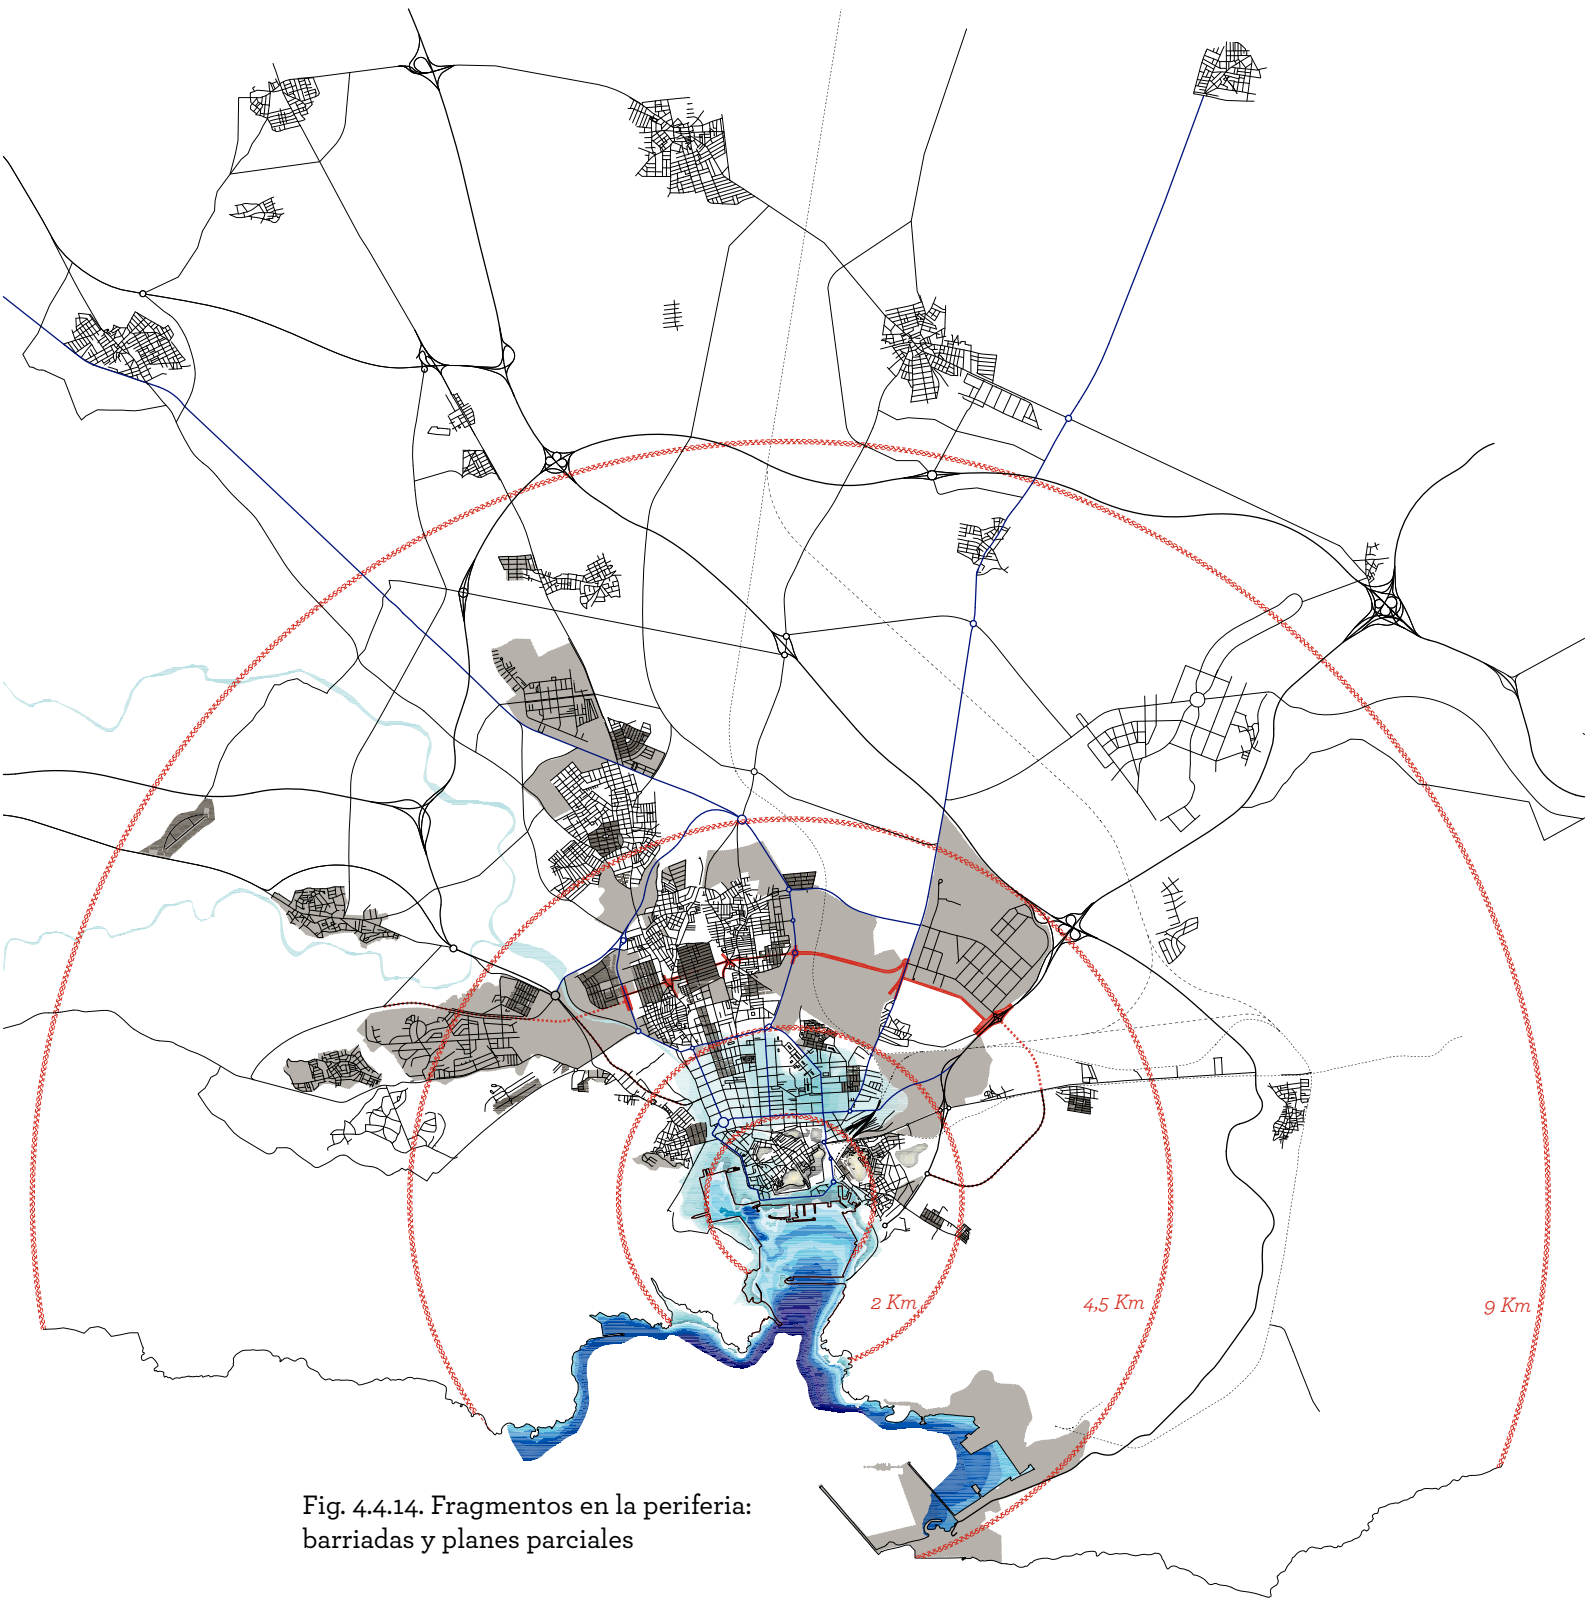 2 Km
4,5 Km
9 Km
Fig. 4.4.14. Fragmentos en la periferia:
barriadas y planes parciales